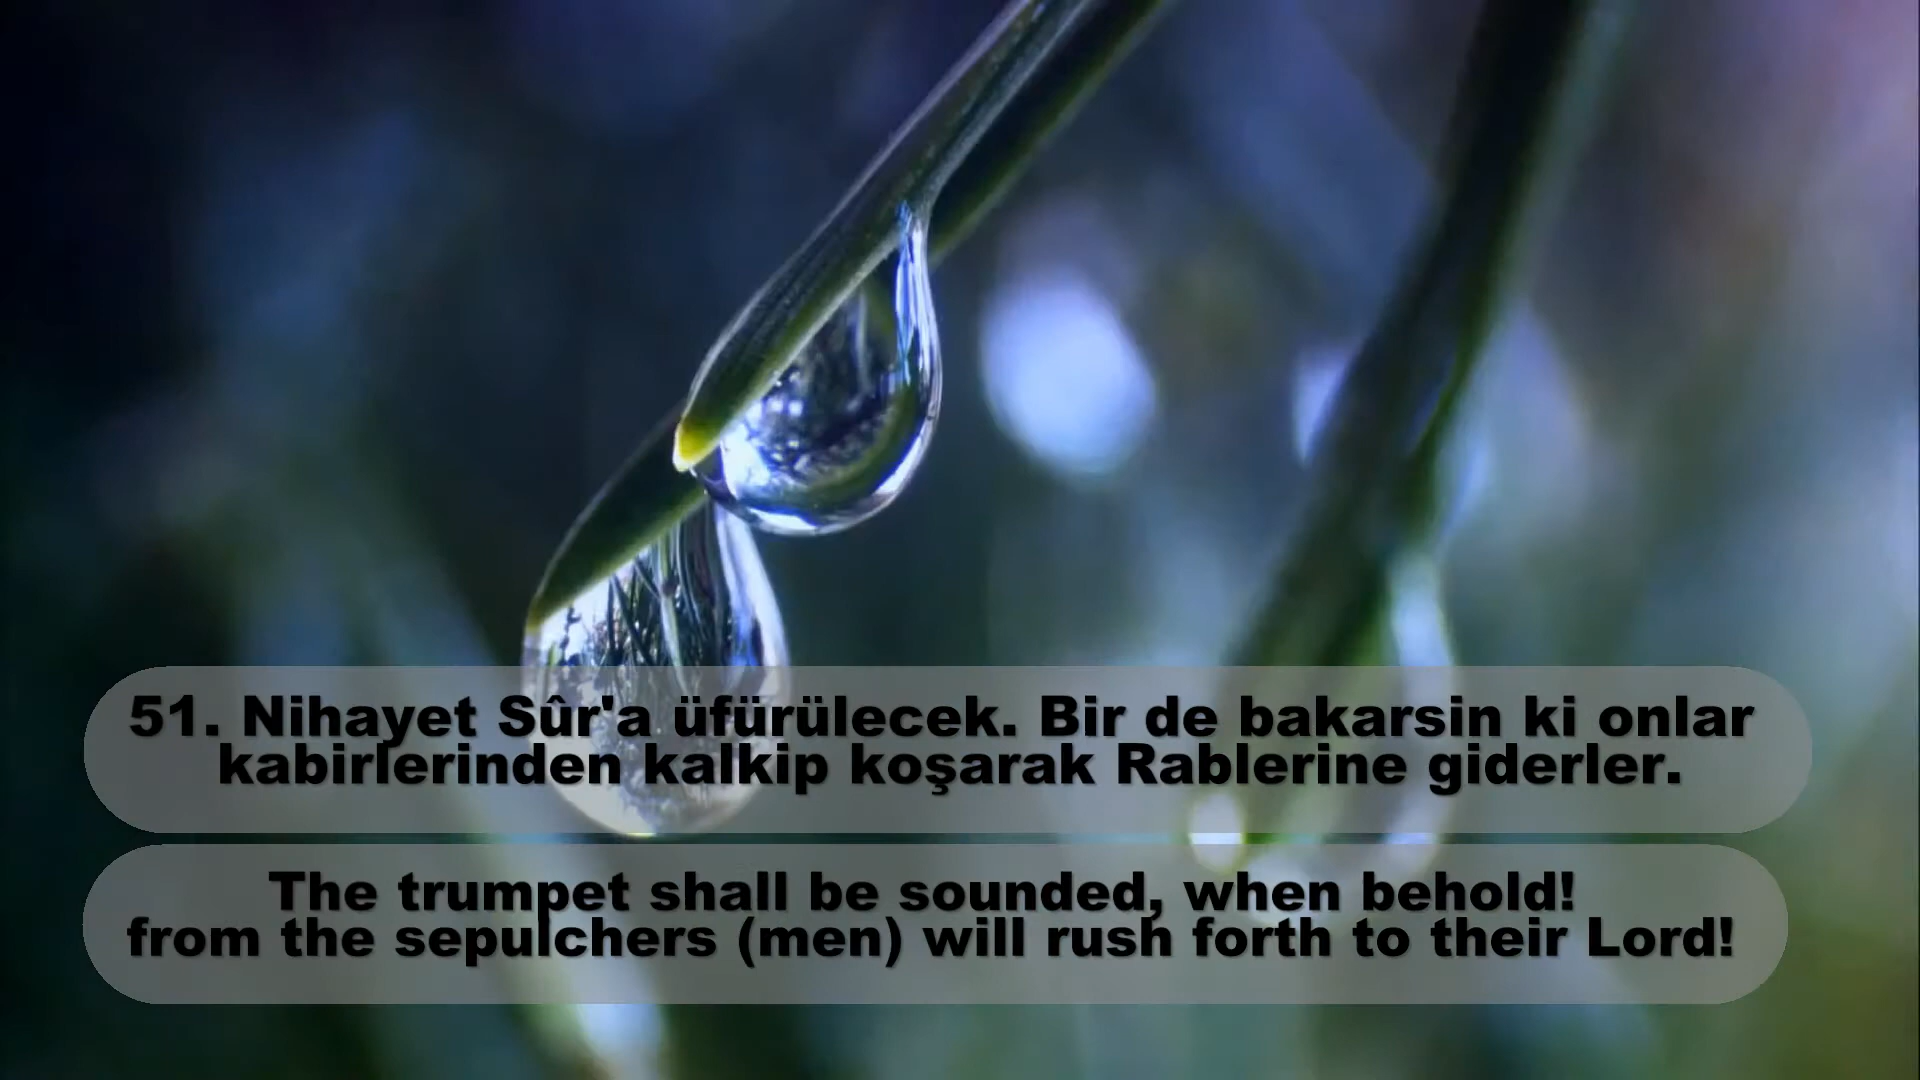 51. Nihayet Sûr'a üfürülecek. Bir de bakarsin ki onlar
kabirlerinden kalkip koşarak Rablerine giderler.
The trumpet shall be sounded, when behold!
from the sepulchers (men) will rush forth to their Lord!